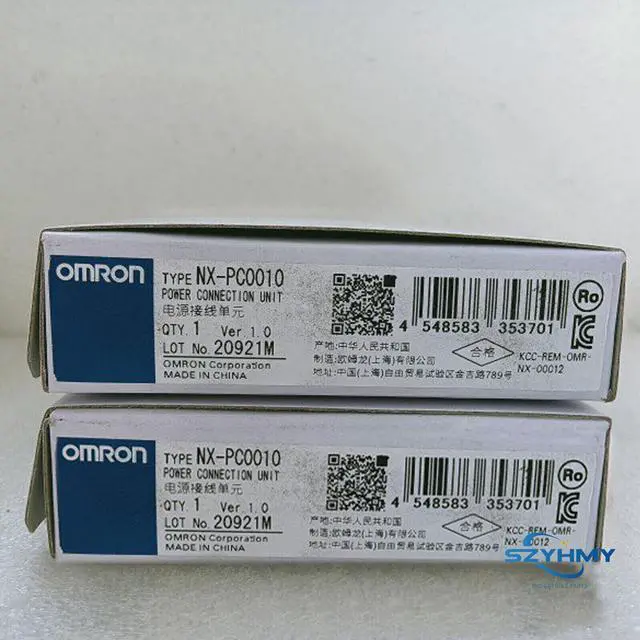 OMRON
TYPE NX-PC0010
POWER CONNECTION UNIT
电源接线单元
QTY. 1 Ver 1.0
LOT No. 20921M
OMRON Corporation
MADE IN CHINA
4 548583 353701
产地:中华人民共和国
制造:欧姆龙(上海)有限公司
地址:中国(上海)自由贸易试验区金吉路789号
合格
Ro
KCC-REM-OMR-
NX-00012
OMRON
TYPE NX-PC0010
POWER CONNECTION UNIT
电源接线单元
QTY. 1 Ver 1.0
LOT No. 20921M
OMRON Corporation
MADE IN CHINA
4 548583 353701
产地:中华人民共和国
制造:欧姆龙(上海)有限公司
地址:中国(上海)自由贸易试验区金吉路789号
合格
Ro
KCC-REM-OMR-
NX-00012
SZYHMY